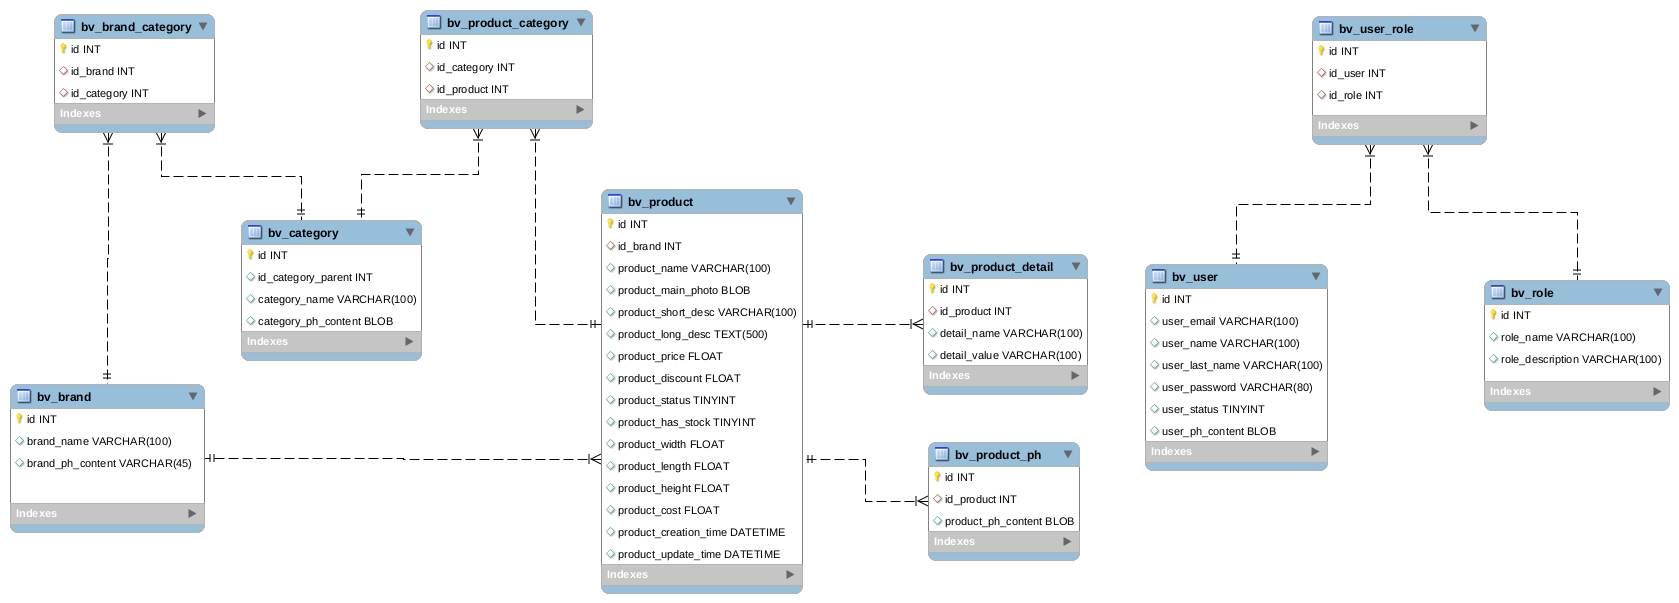 bv_brand_category
id INT
id_brand INT
id_category INT
Indexes
bv_product_category
id INT
id_category INT
id_product INT
Indexes
bv_user_role
id INT
id_user INT
id_role INT
Indexes
bv_category
id INT
id_category_parent INT
category_name VARCHAR(100)
category_ph_content BLOB
Indexes
bv_product
id INT
id_brand INT
product_name VARCHAR(100)
product_main_photo BLOB
product_short_desc VARCHAR(100)
product_long_desc TEXT(500)
product_price FLOAT
product_discount FLOAT
product_status TINYINT
product_has_stock TINYINT
product_width FLOAT
product_length FLOAT
product_height FLOAT
product_cost FLOAT
product_creation_time DATETIME
product_update_time DATETIME
Indexes
bv_product_detail
id INT
id_product INT
detail_name VARCHAR(100)
detail_value VARCHAR(100)
Indexes
bv_user
id INT
user_email VARCHAR(100)
user_name VARCHAR(100)
user_last_name VARCHAR(100)
user_password VARCHAR(80)
user_status TINYINT
user_ph_content BLOB
Indexes
bv_role
id INT
role_name VARCHAR(100)
role_description VARCHAR(100)
Indexes
bv_brand
id INT
brand_name VARCHAR(100)
brand_ph_content VARCHAR(45)
Indexes
bv_product_ph
id INT
id_product INT
product_ph_content BLOB
Indexes